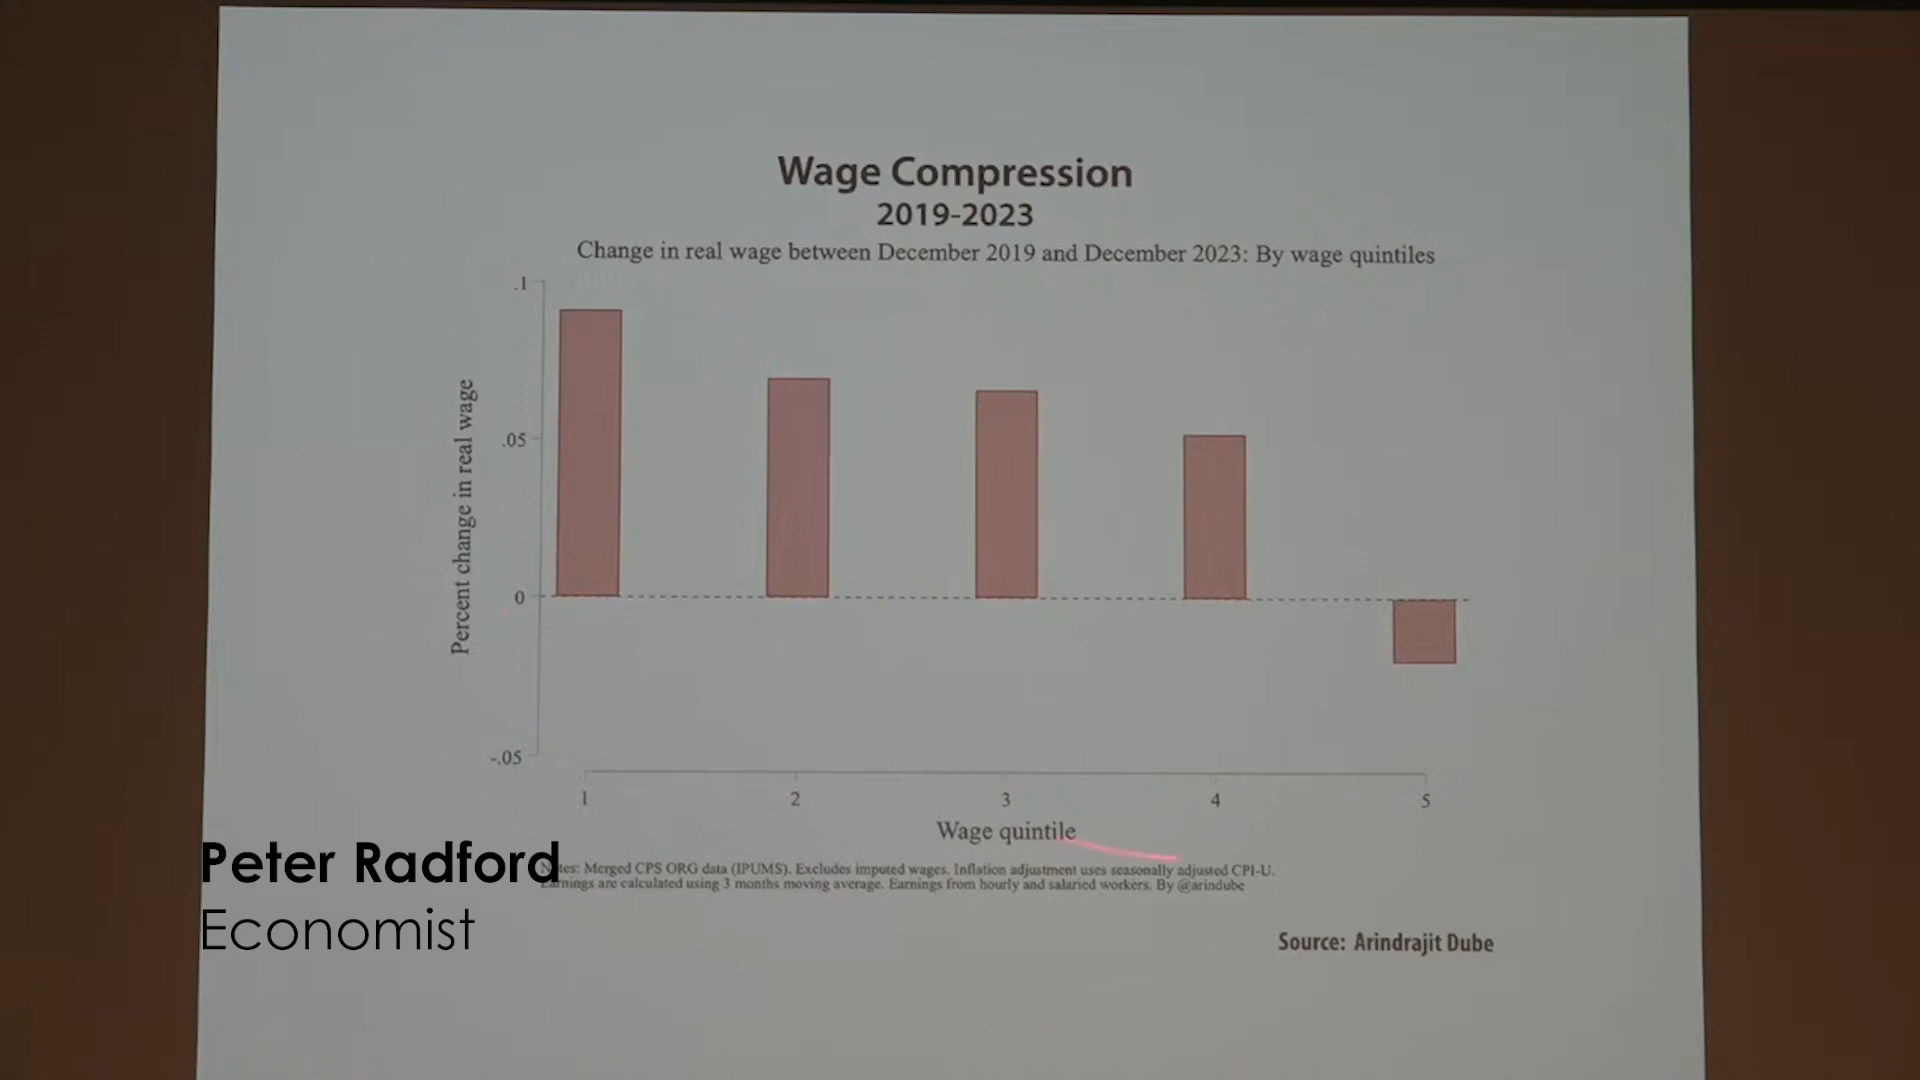 Wage Compression
2019-2023
Change in real wage between December 2019 and December 2023: By wage quintiles
.1
.05
0
-.05
Percent change in real wage
1 2 3 4 5
Wage quintile
Merged CPS ORG data (IPUMS). Excludes imputed wages. Inflation adjustment uses seasonally adjusted CPI-U.
are calculated using 3 months moving average. Earnings from hourly and salaried workers. By @arindube
Source: Arindrajit Dube
Peter Radford
Economist